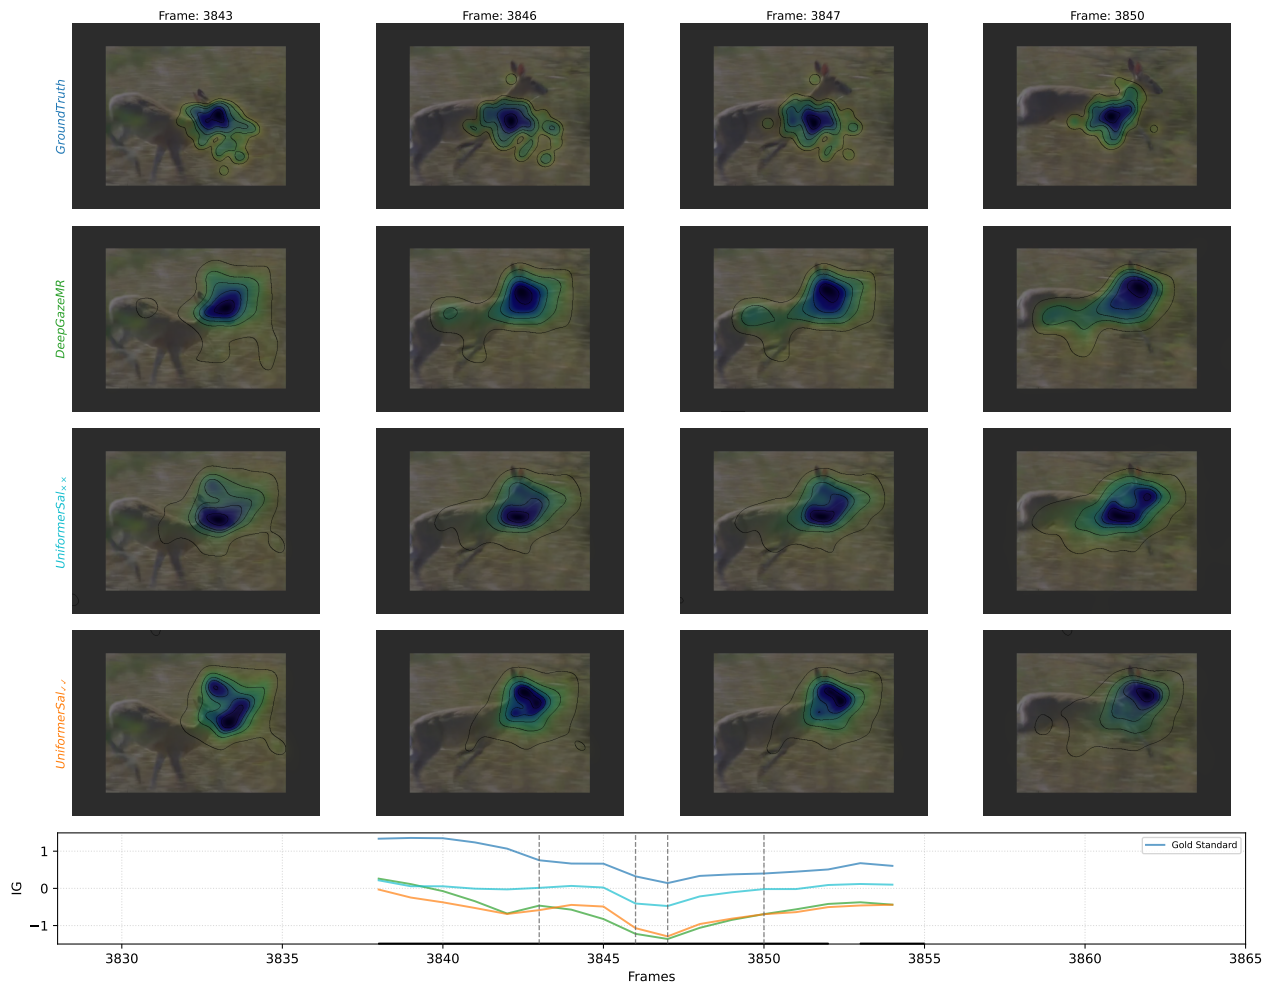 Frame: 3843
Frame: 3846
Frame: 3847
Frame: 3850
GroundTruth
DeepGazeMR
UniformerSal××
UniformerSal✓✓
IG
1
0
−1
Gold Standard
3830
3835
3840
3845
3850
3855
3860
3865
Frames